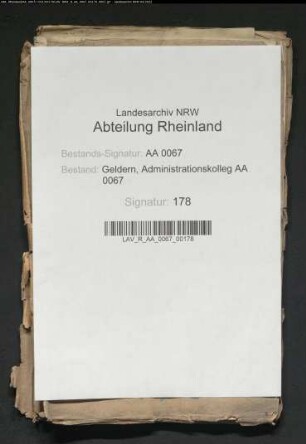 Landesarchiv NRW
Abteilung Rheinland
Bestands-Signatur: AA 0067
Bestand: Geldern, Administrationskolleg AA
0067
Signatur: 178
LAV_R_AA_0067_00178